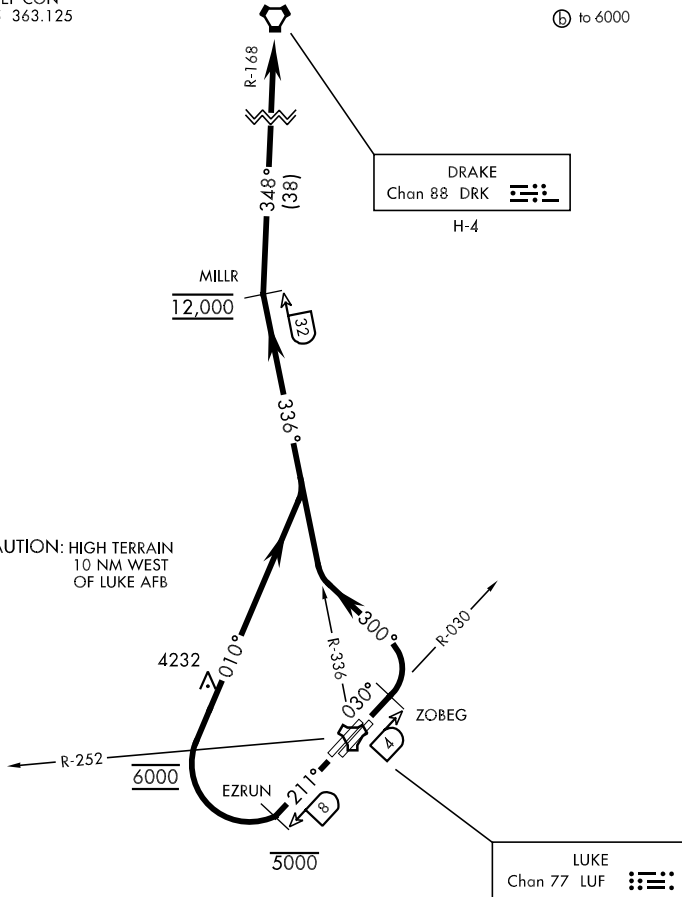 363.125
ⓑ to 6000
R-168
DRAKE
Chan 88 DRK
H-4
348°
(38)
MILLR
12,000
32
336°
HIGH TERRAIN
10 NM WEST
OF LUKE AFB
300°
R-030
R-336
010°
4232
030°
ZOBEG
4
R-252
6000
EZRUN
211°
8
5000
LUKE
Chan 77 LUF